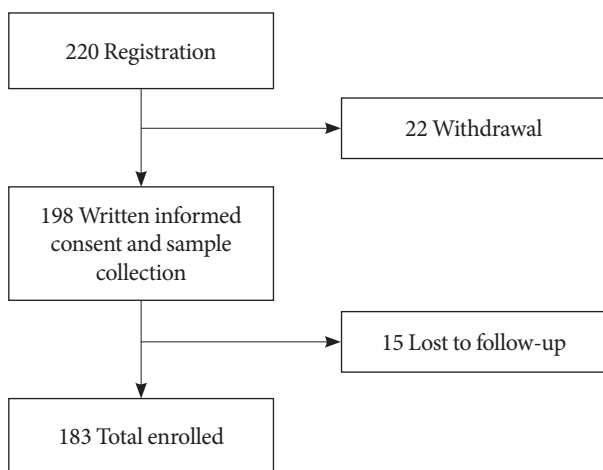 220 Registration
22 Withdrawal
198 Written informed
consent and sample
collection
15 Lost to follow-up
183 Total enrolled